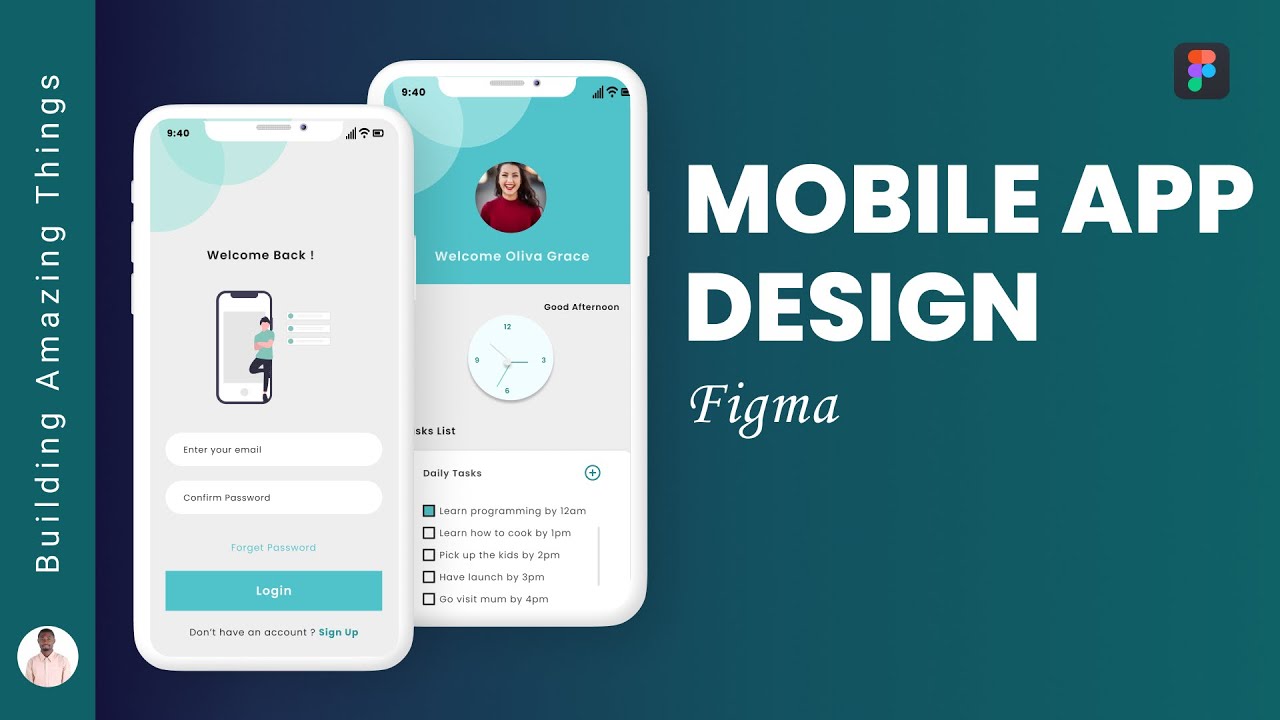 Building Amazing Things
9:40
Welcome Back !
Enter your email
Confirm Password
Forget Password
Login
Don't have an account ? Sign Up
9:40
Welcome Oliva Grace
Good Afternoon
12
9 3
6
sks List
Daily Tasks
Learn programming by 12am
Learn how to cook by 1pm
Pick up the kids by 2pm
Have launch by 3pm
Go visit mum by 4pm
MOBILE APP
DESIGN
Figma